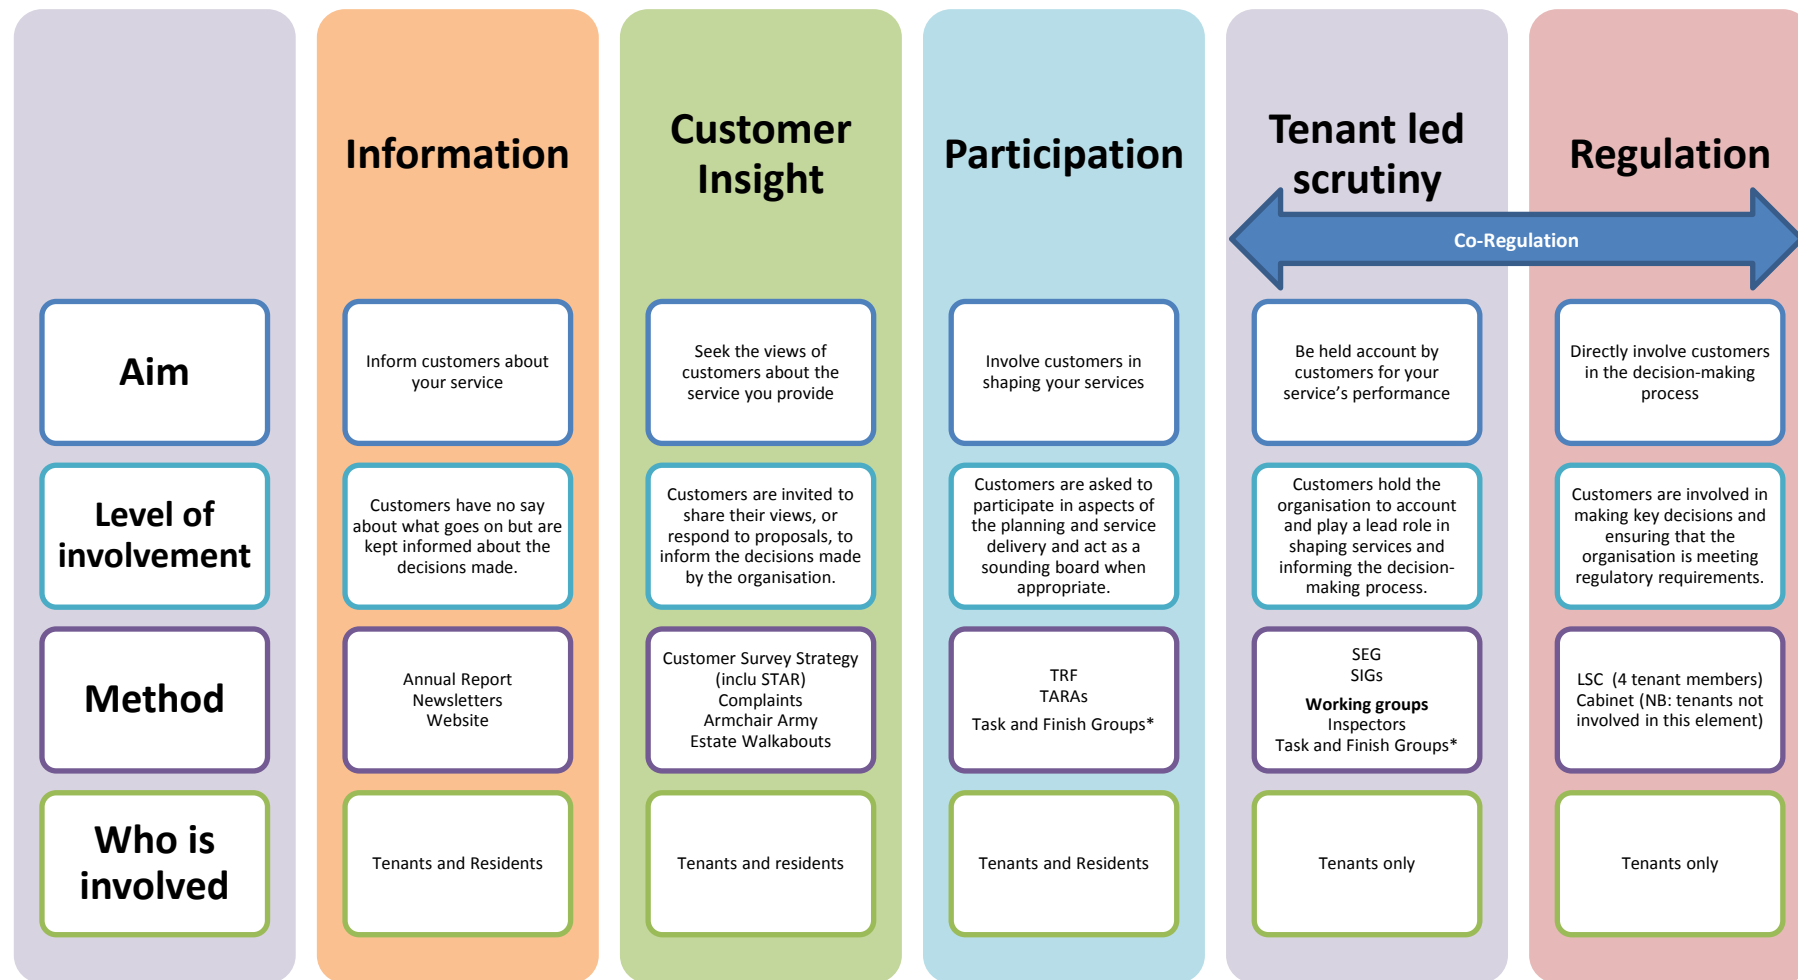 Information
Customer
Insight
Participation
Tenant led
scrutiny
Regulation
Co-Regulation
Aim
Inform customers about
your service
Seek the views of
customers about the
service you provide
Involve customers in
shaping your services
Be held account by
customers for your
service’s performance
Directly involve customers
in the decision-making
process
Level of
involvement
Customers have no say
about what goes on but are
kept informed about the
decisions made.
Customers are invited to
share their views, or
respond to proposals, to
inform the decisions made
by the organisation.
Customers are asked to
participate in aspects of
the planning and service
delivery and act as a
sounding board when
appropriate.
Customers hold the
organisation to account
and play a lead role in
shaping services and
informing the decision-
making process.
Customers are involved in
making key decisions and
ensuring that the
organisation is meeting
regulatory requirements.
Method
Annual Report
Newsletters
Website
Customer Survey Strategy
(inclu STAR)
Complaints
Armchair Army
Estate Walkabouts
TRF
TARAs
Task and Finish Groups*
SEG
SIGs
Working groups
Inspectors
Task and Finish Groups*
LSC (4 tenant members)
Cabinet (NB: tenants not
involved in this element)
Who is
involved
Tenants and Residents
Tenants and residents
Tenants and Residents
Tenants only
Tenants only